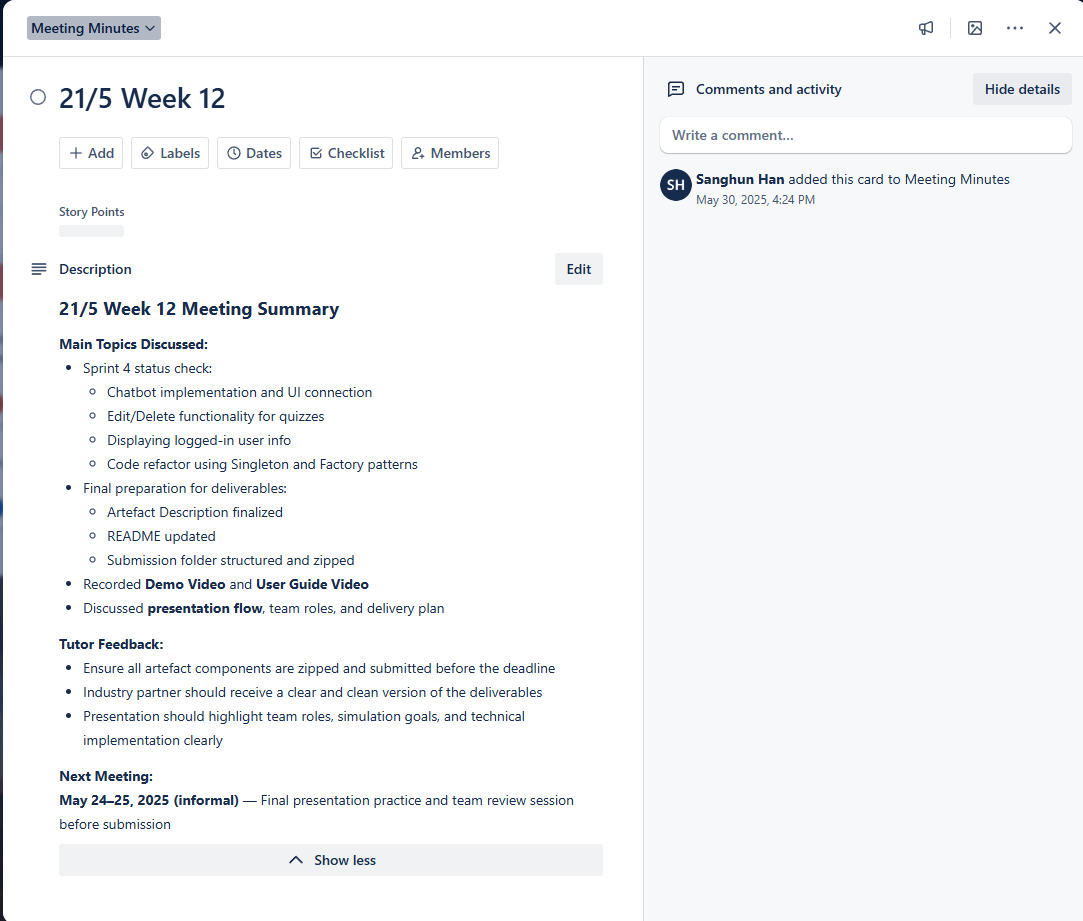 Meeting Minutes
21/5 Week 12
Add
Labels
Dates
Checklist
Members
Story Points
Description
Edit
21/5 Week 12 Meeting Summary
Main Topics Discussed:
Sprint 4 status check:
Chatbot implementation and UI connection
Edit/Delete functionality for quizzes
Displaying logged-in user info
Code refactor using Singleton and Factory patterns
Final preparation for deliverables:
Artefact Description finalized
README updated
Submission folder structured and zipped
Recorded Demo Video and User Guide Video
Discussed presentation flow, team roles, and delivery plan
Tutor Feedback:
Ensure all artefact components are zipped and submitted before the deadline
Industry partner should receive a clear and clean version of the deliverables
Presentation should highlight team roles, simulation goals, and technical
implementation clearly
Next Meeting:
May 24–25, 2025 (informal) — Final presentation practice and team review session
before submission
Show less
Comments and activity
Hide details
Write a comment...
SH
Sanghun Han added this card to Meeting Minutes
May 30, 2025, 4:24 PM